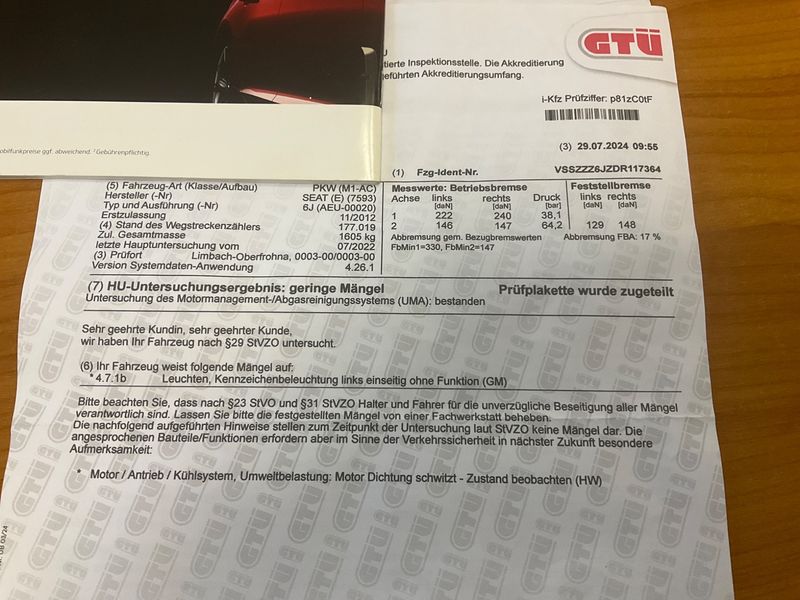 GTÜ
U
tierte Inspektionsstelle. Die Akkreditierung
geführten Akkreditierungsumfang.
i-Kfz Prüfziffer: p81zC0tF
(3) 29.07.2024 09:55
obilfunkpreise ggf. abweichend. ²Gebührenpflichtig.
(1) Fzg-Ident-Nr. VSSZZZ6JZDR117364
(5) Fahrzeug-Art (Klasse/Aufbau) PKW (M1-AC)
Hersteller (-Nr) SEAT (E) (7593)
Typ und Ausführung (-Nr) 6J (AEU-00020)
Erstzulassung 11/2012
(4) Stand des Wegstreckenzählers 177.019
Zul. Gesamtmasse 1605 kg
letzte Hauptuntersuchung vom 07/2022
(3) Prüfort Limbach-Oberfrohna, 0003-00/0003-00
Version Systemdaten-Anwendung 4.26.1
Messwerte: Betriebsbremse Feststellbremse
Achse links rechts Druck links rechts
[daN] [daN] [bar] [daN] [daN]
1 222 240 38,1
2 146 147 64,2 129 148
Abbremsung gem. Bezugbremswerten Abbremsung FBA: 17 %
FbMin1=330, FbMin2=147
(7) HU-Untersuchungsergebnis: geringe Mängel Prüfplakette wurde zugeteilt
Untersuchung des Motormanagement-/Abgasreinigungssystems (UMA): bestanden
Sehr geehrte Kundin, sehr geehrter Kunde,
wir haben Ihr Fahrzeug nach §29 StVZO untersucht.
(6) Ihr Fahrzeug weist folgende Mängel auf:
* 4.7.1b Leuchten, Kennzeichenbeleuchtung links einseitig ohne Funktion (GM)
Bitte beachten Sie, dass nach §23 StVO und §31 StVZO Halter und Fahrer für die unverzügliche Beseitigung aller Mängel
verantwortlich sind. Lassen Sie bitte die festgestellten Mängel von einer Fachwerkstatt beheben.
Die nachfolgend aufgeführten Hinweise stellen zum Zeitpunkt der Untersuchung laut StVZO keine Mängel dar. Die
angesprochenen Bauteile/Funktionen erfordern aber im Sinne der Verkehrssicherheit in nächster Zukunft besondere
Aufmerksamkeit:
* Motor / Antrieb / Kühlsystem, Umweltbelastung: Motor Dichtung schwitzt - Zustand beobachten (HW)
DB 03/24